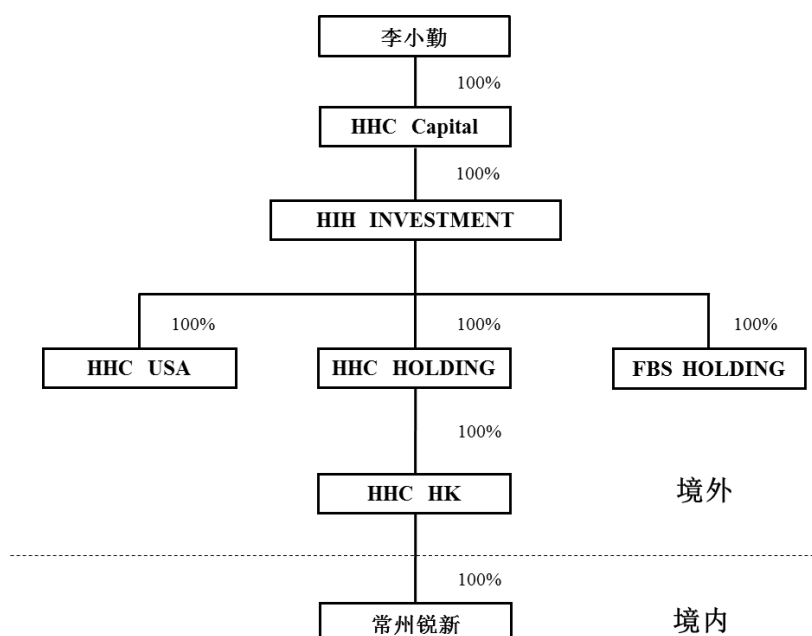 李小勤
100%
HHC Capital
100%
HIH INVESTMENT
100% 100% 100%
HHC USA HHC HOLDING FBS HOLDING
100%
HHC HK 境外
100%
常州锐新 境内